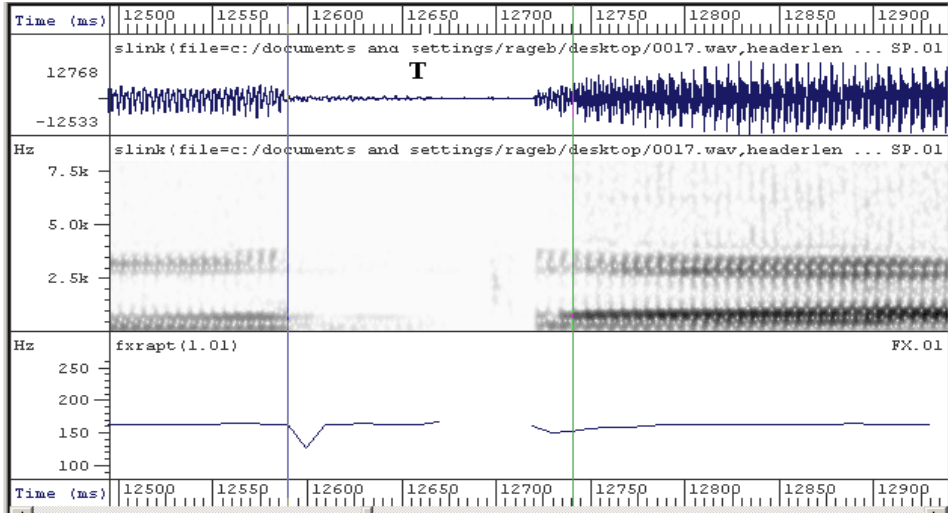 Time (ms) 12500 12550 12600 12650 12700 12750 12800 12850 12900
slink(file=c:/documents and settings/rageb/desktop/0017.wav,headerlen ... SP.01
T
12768
-12533
Hz slink(file=c:/documents and settings/rageb/desktop/0017.wav,headerlen ... SP.01
7.5k
5.0k
2.5k
Hz fxrapt(1.01) FX.01
250
200
150
100
Time (ms) 12500 12550 12600 12650 12700 12750 12800 12850 12900